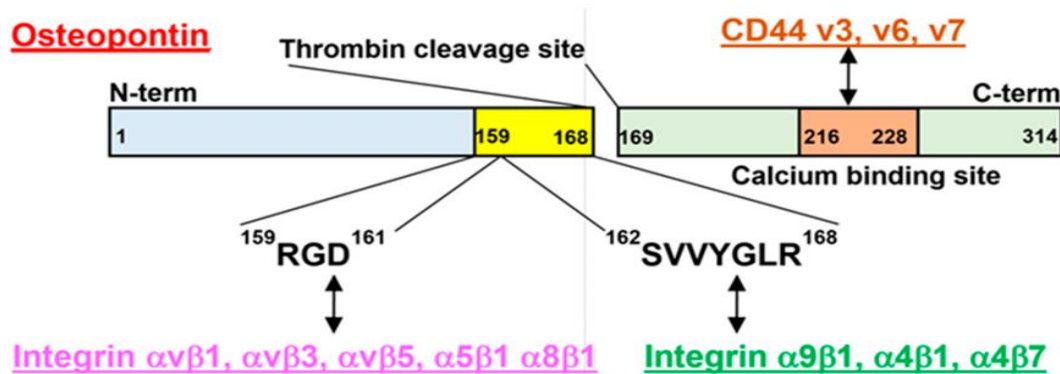 Osteopontin
CD44 v3, v6, v7
Thrombin cleavage site
N-term
C-term
1 159 168 169 216 228 314
Calcium binding site
159RGD161
162SVVYGLR168
Integrin αvβ1, αvβ3, αvβ5, α5β1 α8β1
Integrin α9β1, α4β1, α4β7